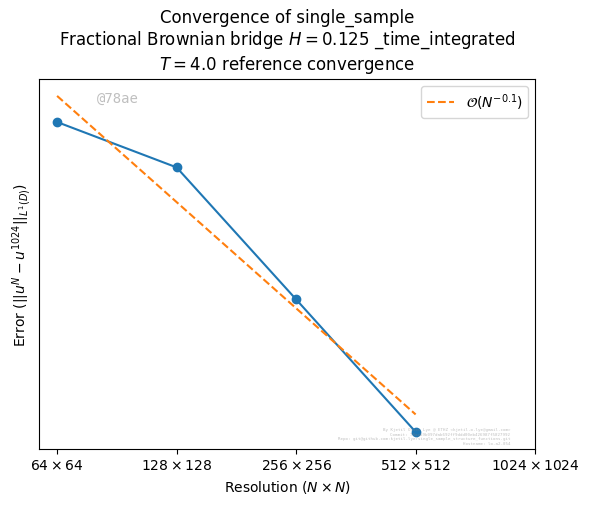 Convergence of single_sample
Fractional Brownian bridge H = 0.125 _time_integrated
T = 4.0 reference convergence
@78ae
O(N^{-0.1})
Error (||u^N − u^{1024}||_{L^1(D)})
64 × 64
128 × 128
256 × 256
512 × 512
1024 × 1024
Resolution (N × N)